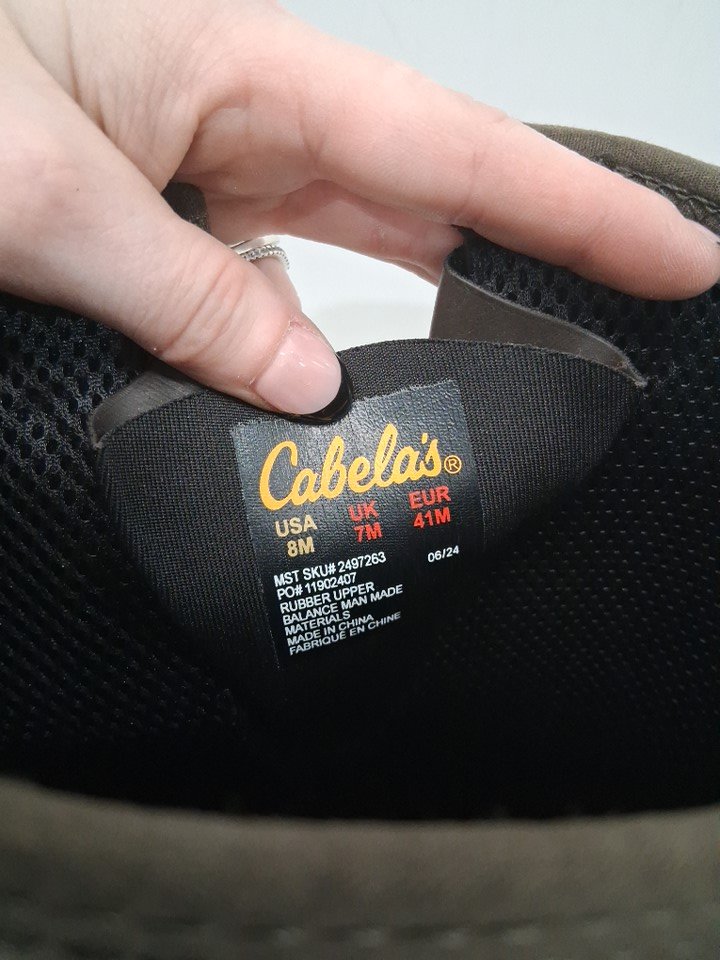 Cabela's®
USA UK EUR
8M 7M 41M
MST SKU# 2497263 06/24
PO# 11902407
RUBBER UPPER
BALANCE MAN MADE
MATERIALS
MADE IN CHINA
FABRIQUÉ EN CHINE